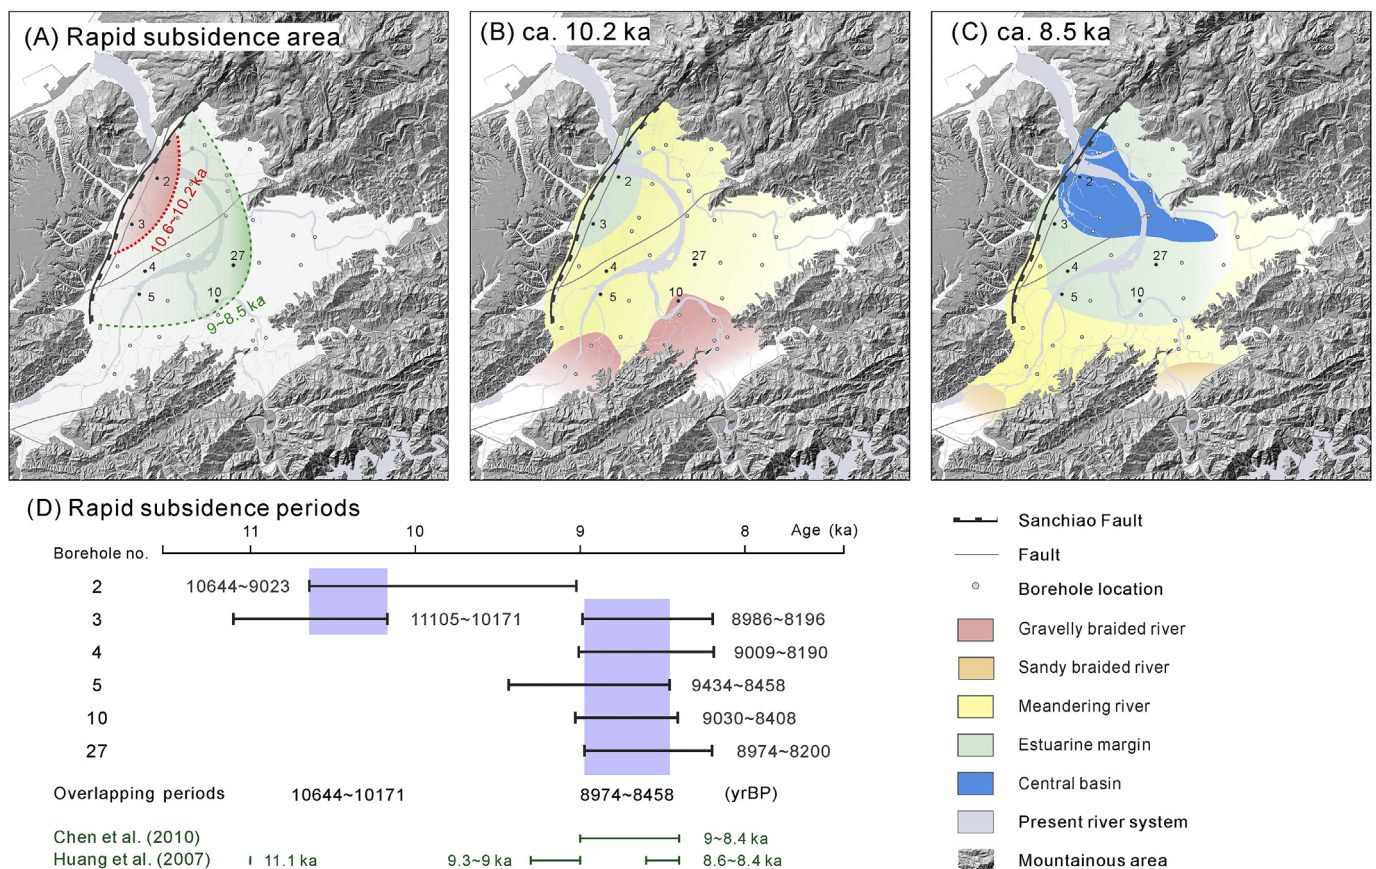 (A) Rapid subsidence area
2
10.6~10.2 ka
3
4
27
5
10
9~8.5 ka
(B) ca. 10.2 ka
2
3
4
27
5
10
(C) ca. 8.5 ka
2
3
4
27
5
10
(D) Rapid subsidence periods
11 10 9 8 Age (ka)
Borehole no.
2 10644~9023
3 11105~10171 8986~8196
4 9009~8190
5 9434~8458
10 9030~8408
27 8974~8200
Overlapping periods 10644~10171 8974~8458 (yrBP)
Chen et al. (2010) 9~8.4 ka
Huang et al. (2007) 11.1 ka 9.3~9 ka 8.6~8.4 ka
Sanchiao Fault
Fault
Borehole location
Gravelly braided river
Sandy braided river
Meandering river
Estuarine margin
Central basin
Present river system
Mountainous area